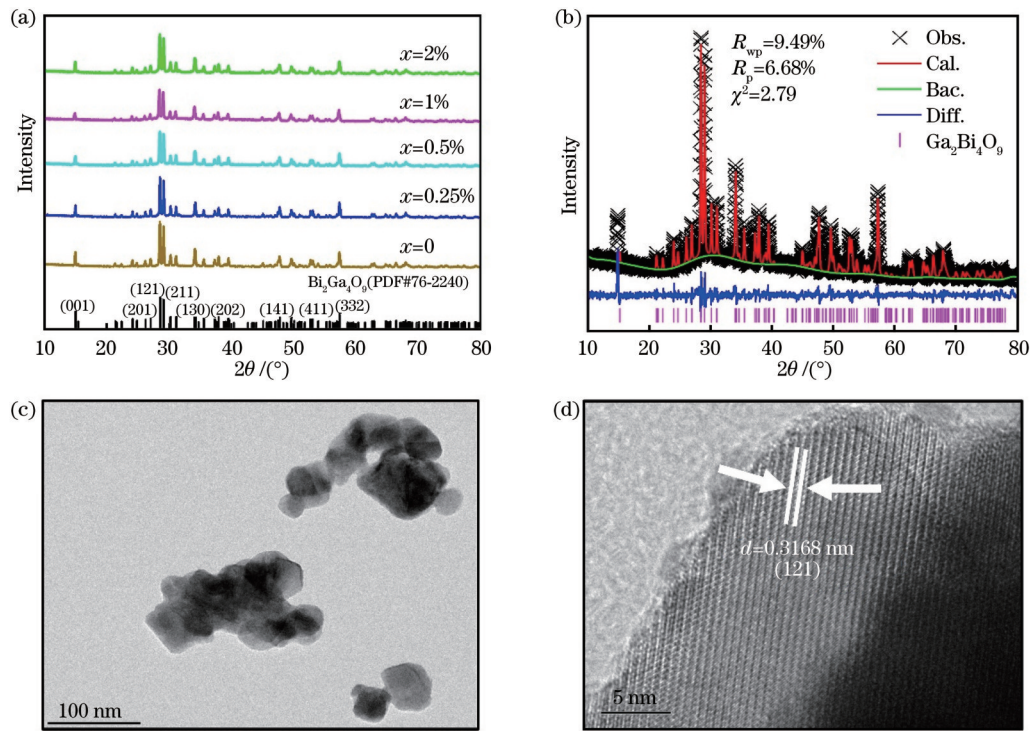 (a)
Intensity
x=2%
x=1%
x=0.5%
x=0.25%
x=0
Bi2Ga4O9(PDF#76-2240)
(001)
(201)
(121)
(211)
(130)
(202)
(141)
(411)
(332)
10 20 30 40 50 60 70 80
2θ /(°)
(b)
Intensity
Rwp=9.49%
Rp=6.68%
χ²=2.79
Obs.
Cal.
Bac.
Diff.
Ga2Bi4O9
10 20 30 40 50 60 70 80
2θ /(°)
(c)
100 nm
(d)
d=0.3168 nm
(121)
5 nm